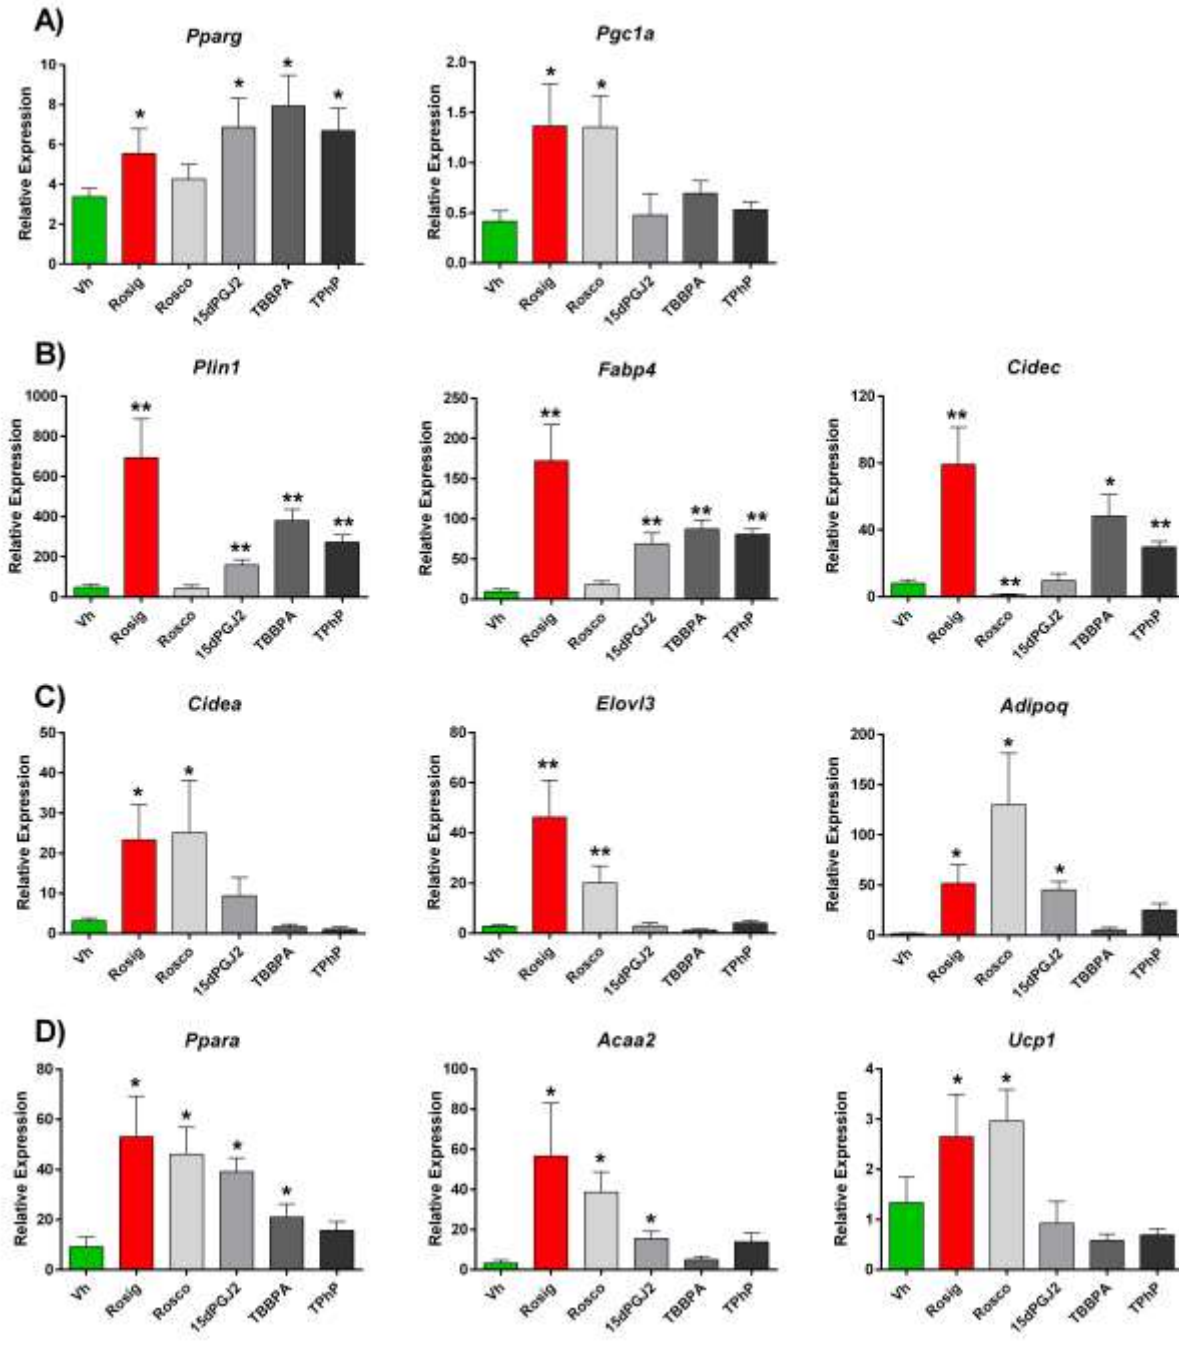 A)
Pparg
Relative Expression
10
8
6
4
2
0
*
*
*
*
Vh
Rosig
Rosco
15dPGJ2
TBBPA
TPhP
Pgc1a
Relative Expression
2.0
1.5
1.0
0.5
0.0
*
*
Vh
Rosig
Rosco
15dPGJ2
TBBPA
TPhP
B)
Plin1
Relative Expression
1000
800
600
400
200
0
**
**
**
**
Vh
Rosig
Rosco
15dPGJ2
TBBPA
TPhP
Fabp4
Relative Expression
250
200
150
100
50
0
**
**
**
**
Vh
Rosig
Rosco
15dPGJ2
TBBPA
TPhP
Cidec
Relative Expression
120
80
40
0
**
**
*
**
Vh
Rosig
Rosco
15dPGJ2
TBBPA
TPhP
C)
Cidea
Relative Expression
50
40
30
20
10
0
*
*
Vh
Rosig
Rosco
15dPGJ2
TBBPA
TPhP
Elovl3
Relative Expression
80
60
40
20
0
**
**
Vh
Rosig
Rosco
15dPGJ2
TBBPA
TPhP
Adipoq
Relative Expression
200
150
100
50
0
*
*
*
Vh
Rosig
Rosco
15dPGJ2
TBBPA
TPhP
D)
Ppara
Relative Expression
80
60
40
20
0
*
*
*
*
Vh
Rosig
Rosco
15dPGJ2
TBBPA
TPhP
Acaa2
Relative Expression
100
80
60
40
20
0
*
*
*
Vh
Rosig
Rosco
15dPGJ2
TBBPA
TPhP
Ucp1
Relative Expression
4
3
2
1
0
*
*
Vh
Rosig
Rosco
15dPGJ2
TBBPA
TPhP